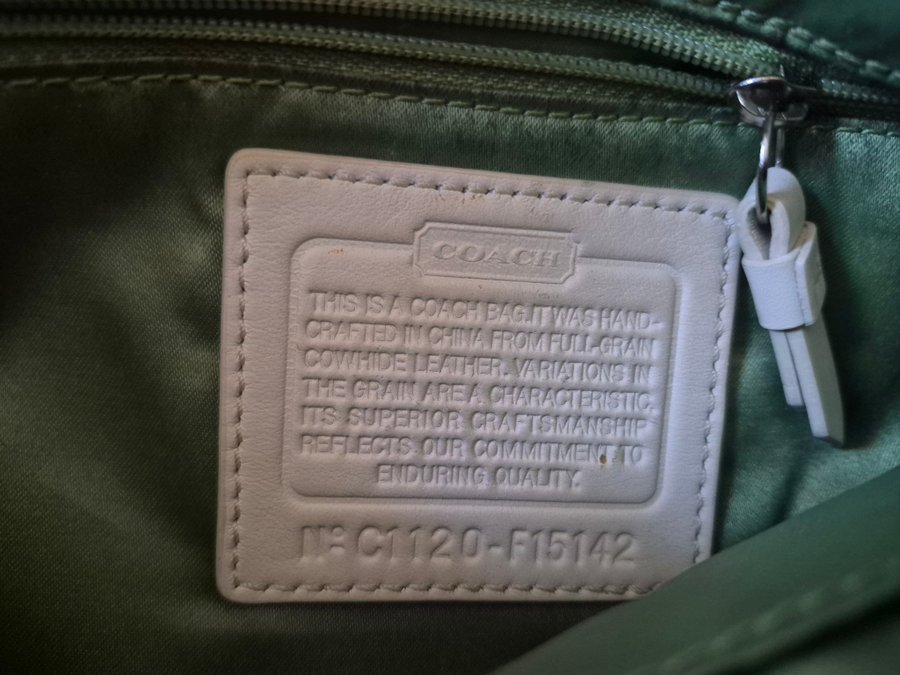 COACH
THIS IS A COACH BAG.IT WAS HAND-
CRAFTED IN CHINA FROM FULL-GRAIN
COWHIDE LEATHER. VARIATIONS IN
THE GRAIN ARE A CHARACTERISTIC.
ITS SUPERIOR CRAFTSMANSHIP
REFLECTS OUR COMMITMENT TO
ENDURING QUALITY.
Nº C1120-F15142